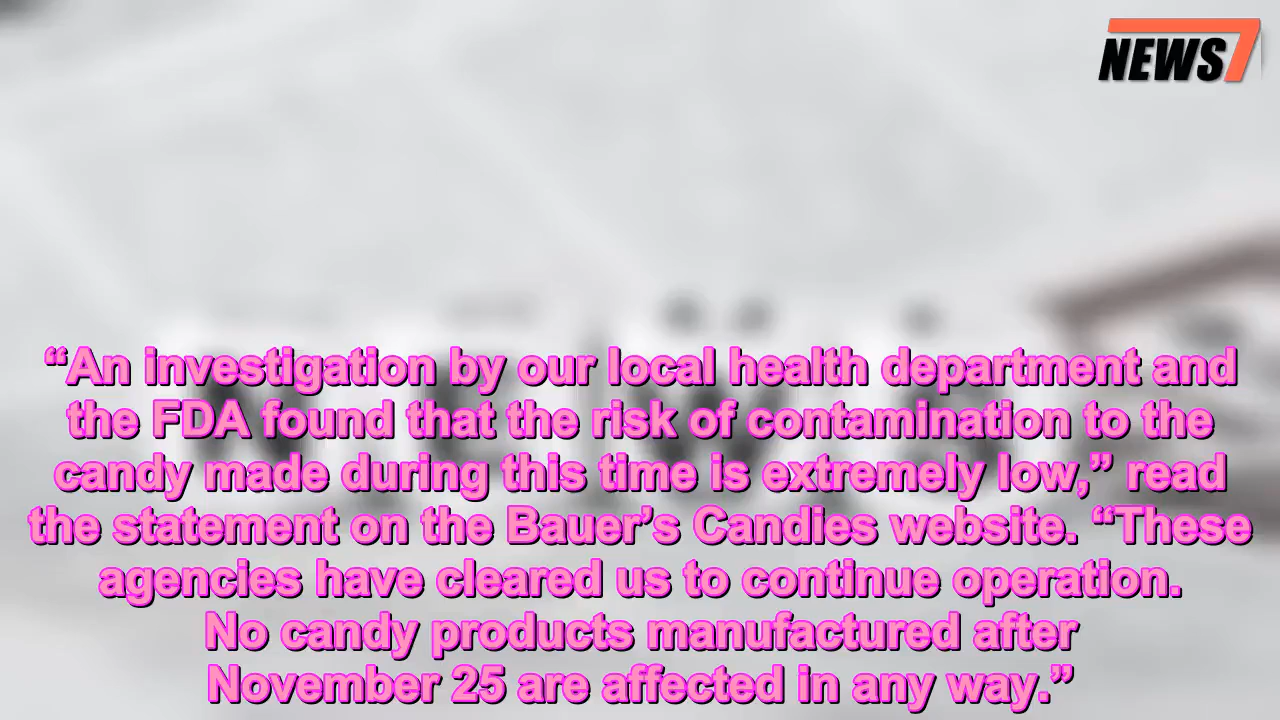 NEWS7
“An investigation by our local health department and
the FDA found that the risk of contamination to the
candy made during this time is extremely low,” read
the statement on the Bauer’s Candies website. “These
agencies have cleared us to continue operation.
No candy products manufactured after
November 25 are affected in any way.”